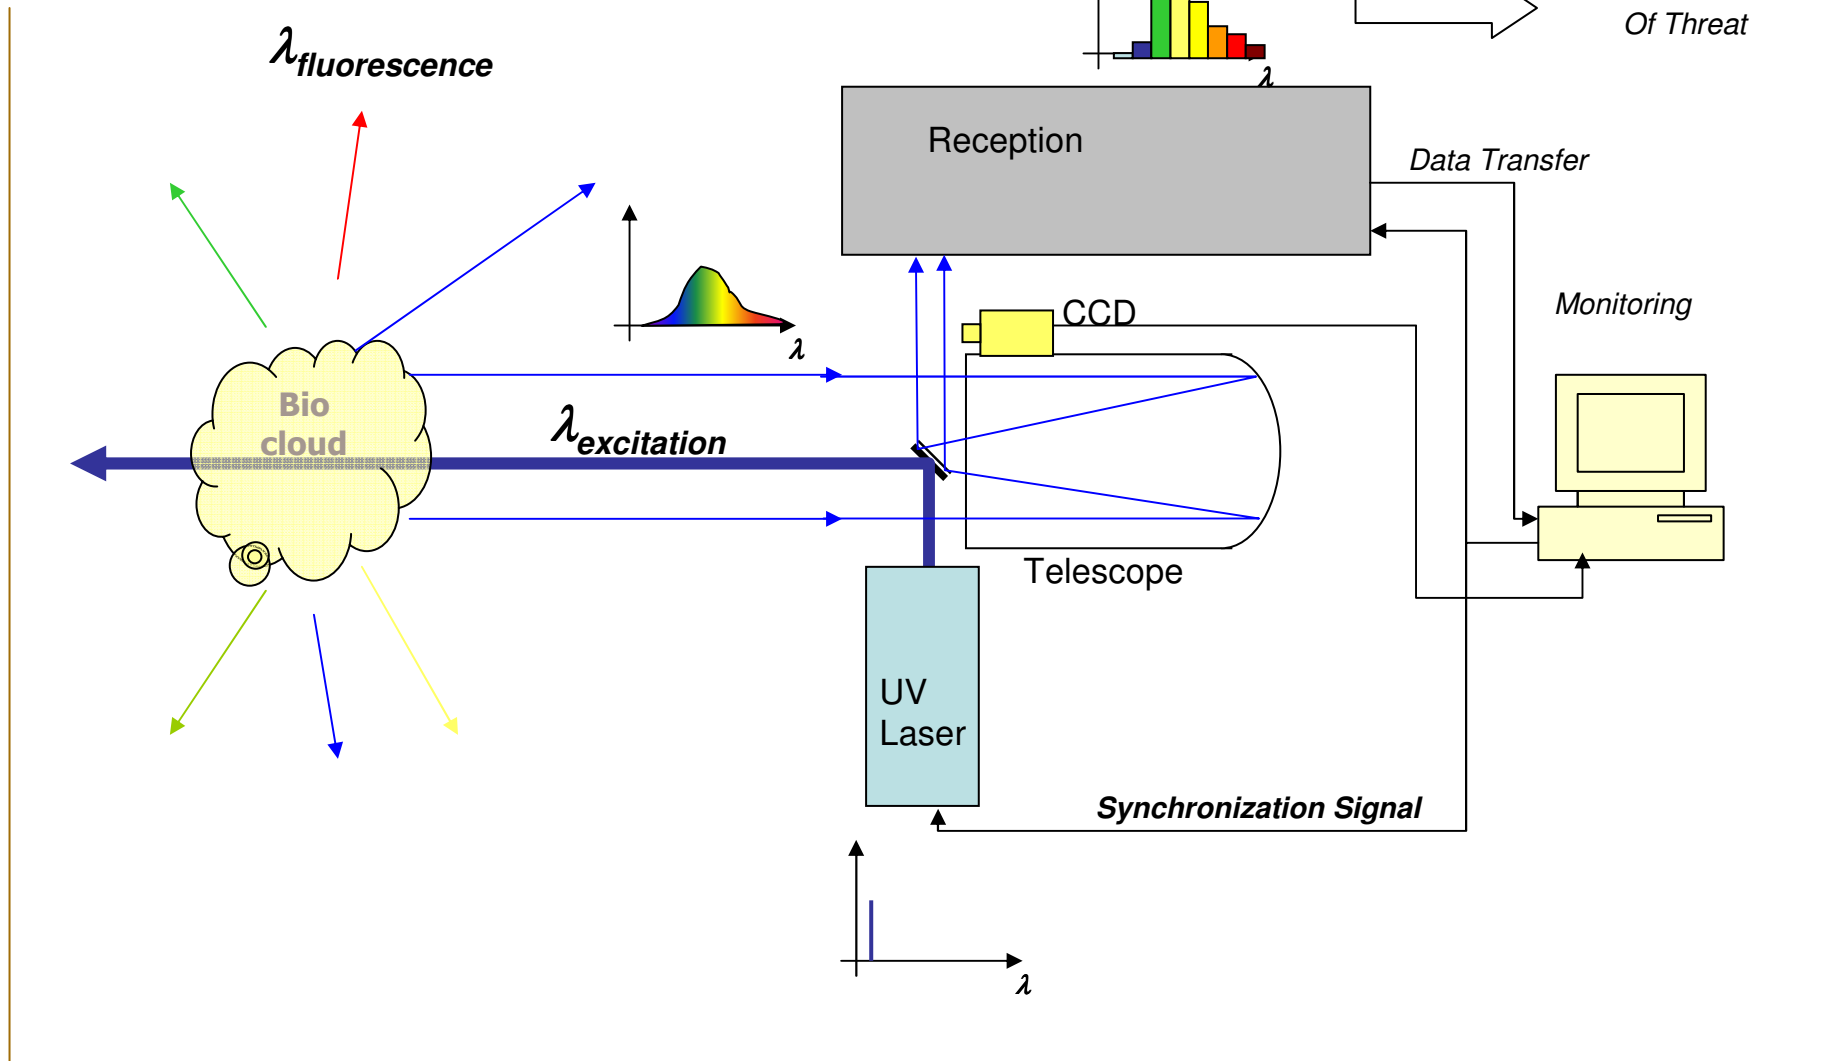 Of Threat
λfluorescence
λ
Reception
Data Transfer
CCD
Monitoring
λ
Bio
cloud
λexcitation
Telescope
UV
Laser
Synchronization Signal
λ